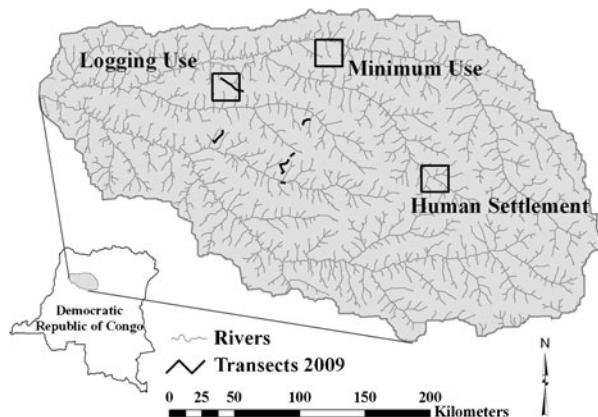 Logging Use
Minimum Use
Human Settlement
Democratic
Republic of Congo
Rivers
Transects 2009
N
0 25 50 100 150 200
Kilometers